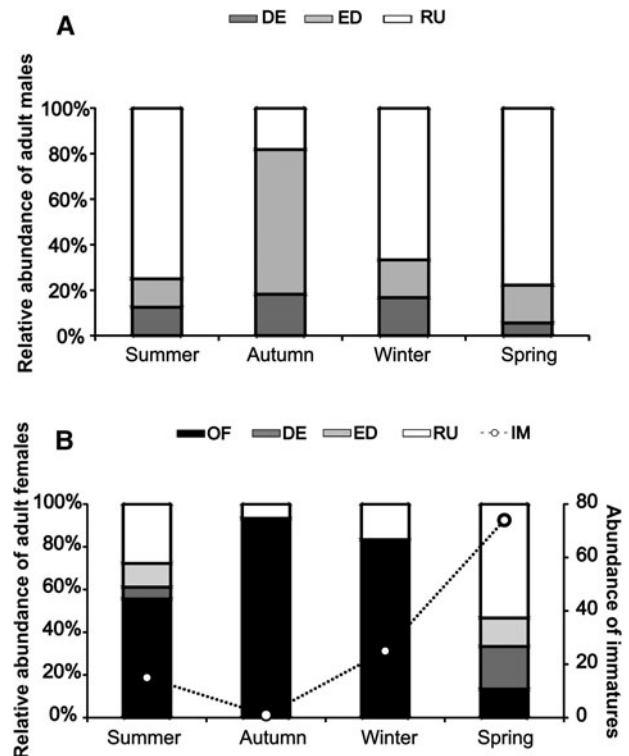 A
DE ED RU
Relative abundance of adult males
100%
80%
60%
40%
20%
0%
Summer Autumn Winter Spring
B
OF DE ED RU IM
Relative abundance of adult females
100%
80%
60%
40%
20%
0%
80
60
40
20
0
Abundance of immatures
Summer Autumn Winter Spring